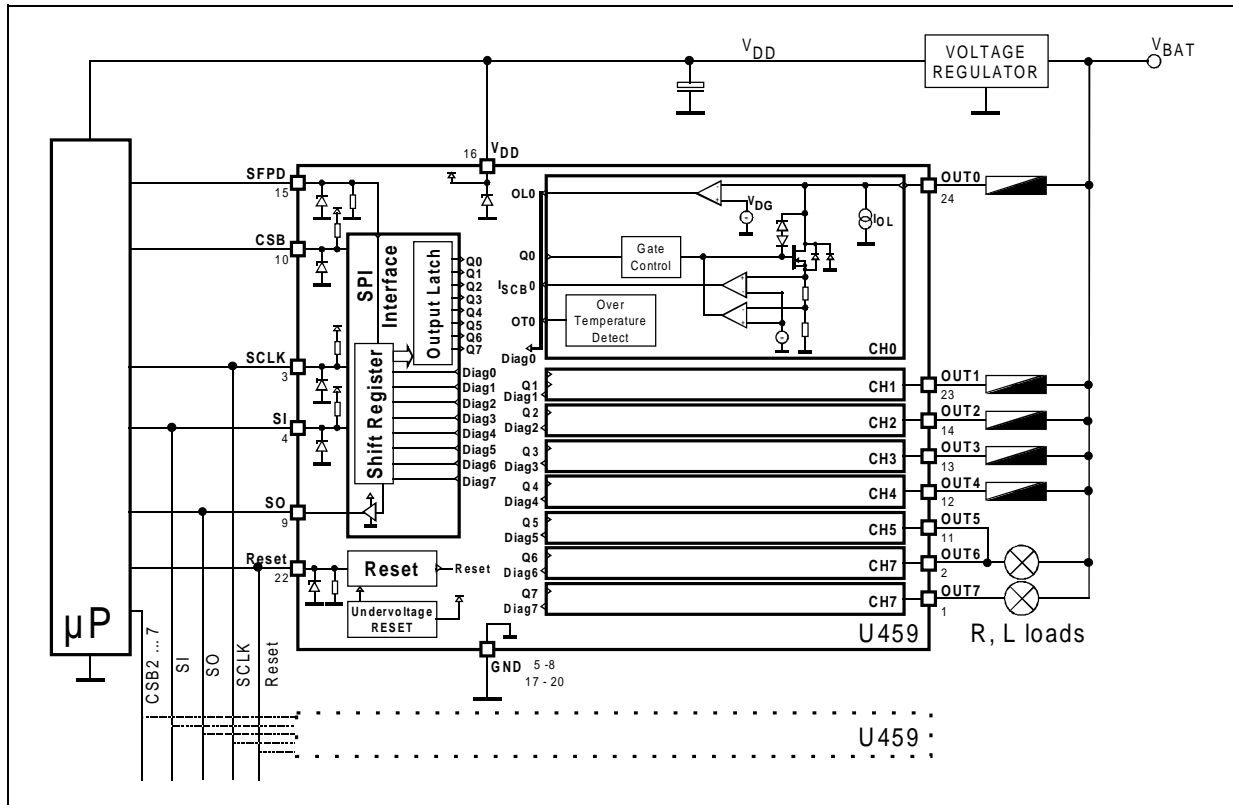 V_DD
VOLTAGE
REGULATOR
V_BAT
16
V_DD
SFPD
15
CSB
10
SCLK
3
SI
4
SO
9
Reset
22
SPI
Interface
Output Latch
Shift Register
Q0
Q1
Q2
Q3
Q4
Q5
Q6
Q7
Diag0
Diag1
Diag2
Diag3
Diag4
Diag5
Diag6
Diag7
Reset
Reset
Undervoltage
RESET
OL0
V_DG
I_OL
Q0
Gate
Control
I_SCB0
OT0
Over
Temperature
Detect
Diag0
CH0
Q1
Diag1
CH1
Q2
Diag2
CH2
Q3
Diag3
CH3
Q4
Diag4
CH4
Q5
Diag5
CH5
Q6
Diag6
CH7
Q7
Diag7
CH7
OUT0
24
OUT1
23
OUT2
14
OUT3
13
OUT4
12
OUT5
11
OUT6
2
OUT7
1
R, L loads
U459
GND
5-8
17-20
µP
CSB2 ... 7
SI
SO
SCLK
Reset
U459